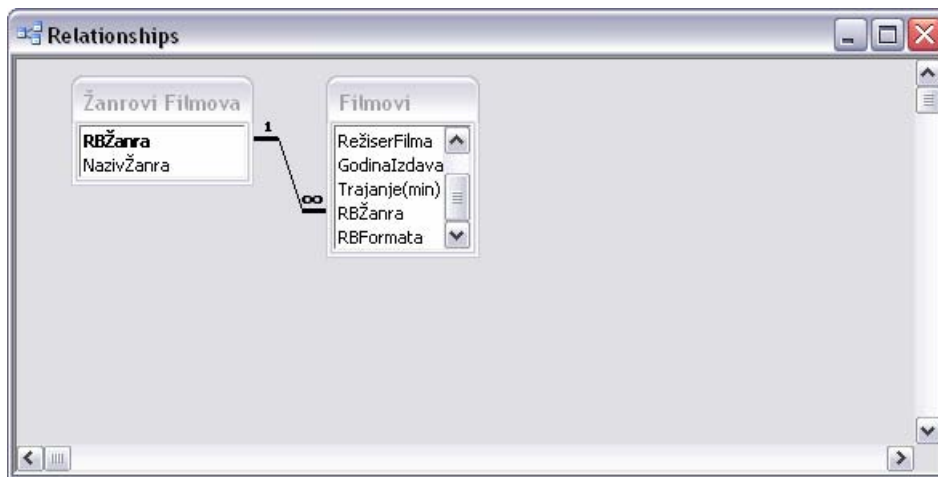 Relationships
Žanrovi Filmova
RBŽanra
NazivŽanra
1
∞
Filmovi
RežiserFilma
GodinaIzdava
Trajanje(min)
RBŽanra
RBFormata